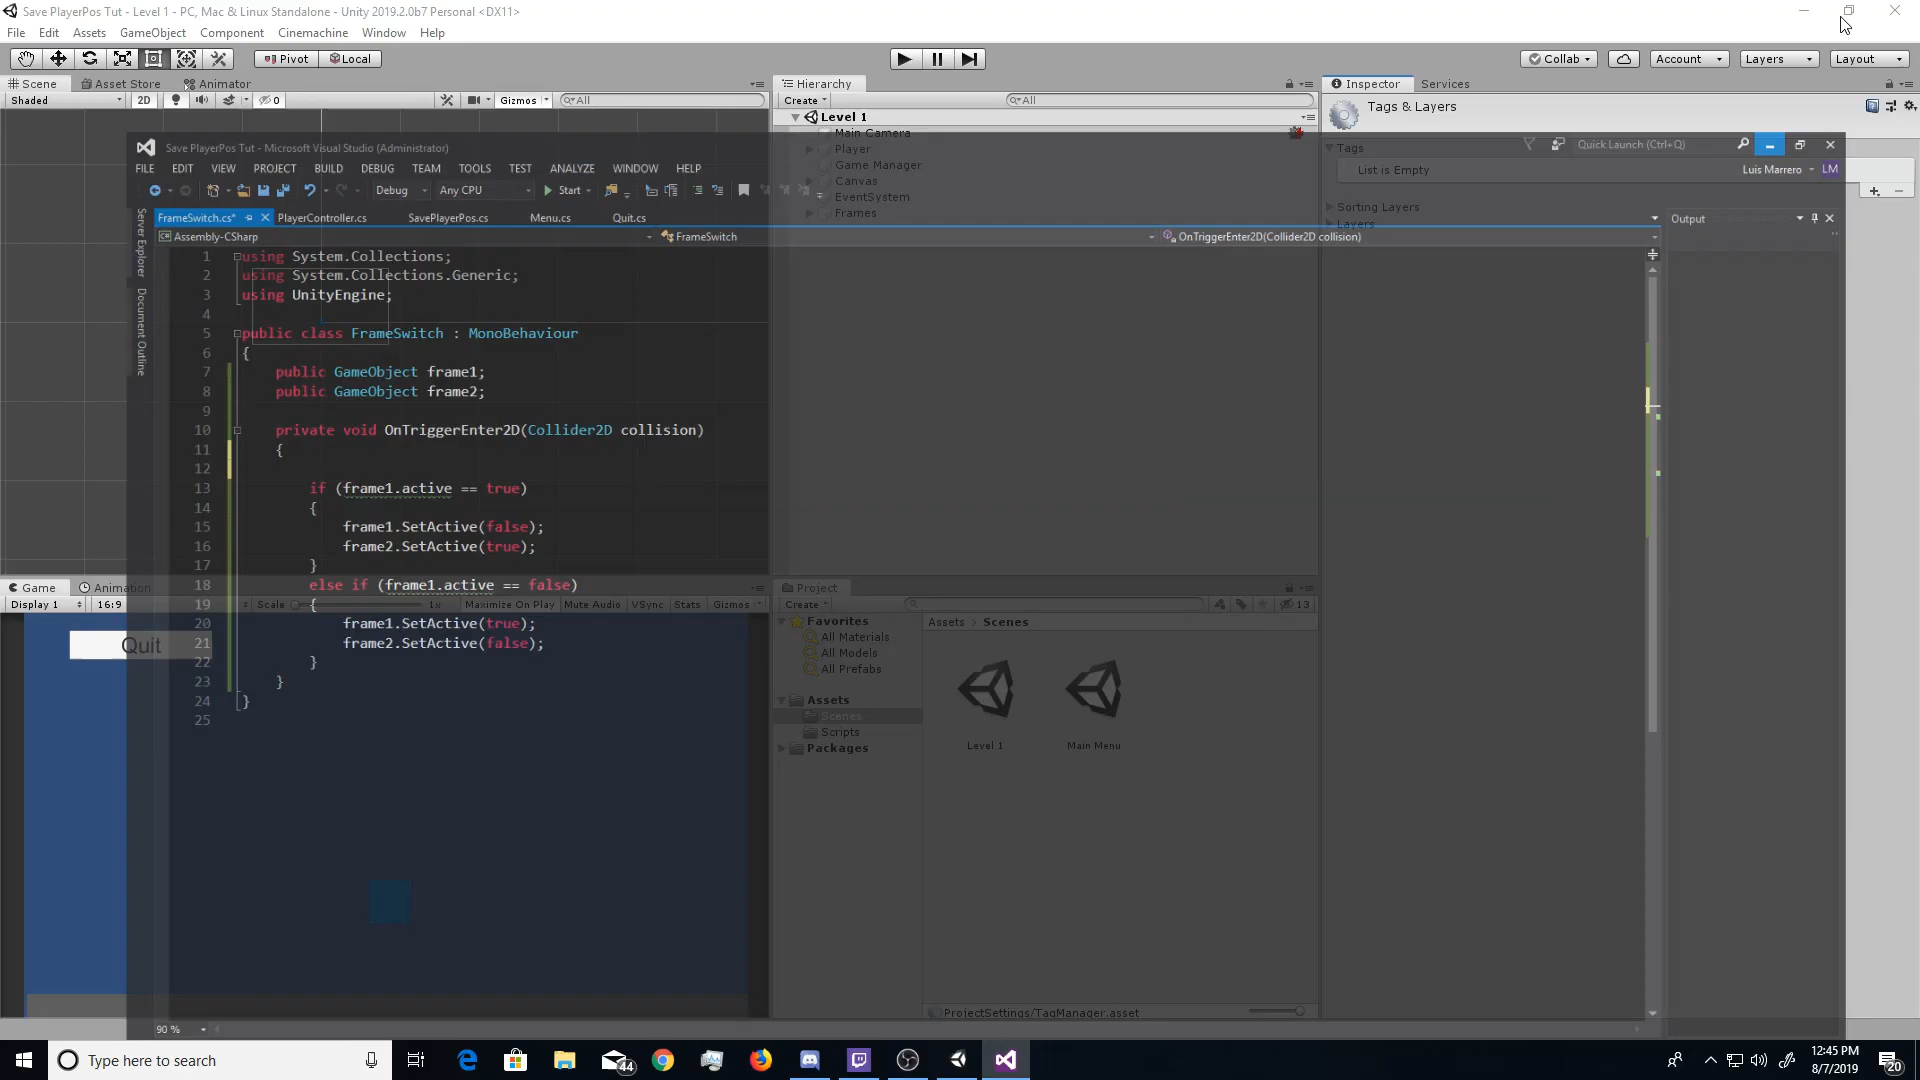 Save PlayerPos Tut - Level 1 - PC, Mac & Linux Standalone - Unity 2019.2.0b7 Personal <DX11>
File Edit Assets GameObject Component Cinemachine Window Help
Pivot Local Collab Account Layers Layout
Scene Asset Store Animator Hierarchy Inspector Services
Shaded 2D 0 Gizmos All Create All Tags & Layers
Level 1
Main Camera
Player
Game Manager
Canvas
EventSystem
Frames
Tags
List is Empty
Sorting Layers
Layers
Save PlayerPos Tut - Microsoft Visual Studio (Administrator) Quick Launch (Ctrl+Q)
FILE EDIT VIEW PROJECT BUILD DEBUG TEAM TOOLS TEST ANALYZE WINDOW HELP Luis Marrero LM
Debug Any CPU Start
FrameSwitch.cs* PlayerController.cs SavePlayerPos.cs Menu.cs Quit.cs Output
Assembly-CSharp FrameSwitch OnTriggerEnter2D(Collider2D collision)
Server Explorer
Document Outline
1 using System.Collections;
2 using System.Collections.Generic;
3 using UnityEngine;
4
5 public class FrameSwitch : MonoBehaviour
6 {
7 public GameObject frame1;
8 public GameObject frame2;
9
10 private void OnTriggerEnter2D(Collider2D collision)
11 {
12
13 if (frame1.active == true)
14 {
15 frame1.SetActive(false);
16 frame2.SetActive(true);
17 }
18 else if (frame1.active == false)
19 {
20 frame1.SetActive(true);
21 frame2.SetActive(false);
22 }
23 }
24 }
25
90 %
Game Animation
Display 1 16:9 Scale 1x Maximize On Play Mute Audio VSync Stats Gizmos
Quit
Project
Create 13
Favorites
All Materials
All Models
All Prefabs
Assets
Scenes
Scripts
Packages
Assets > Scenes
Level 1 Main Menu
ProjectSettings/TagManager.asset
Type here to search
44
12:45 PM
8/7/2019
20